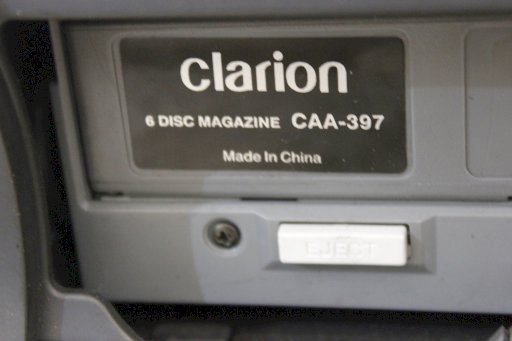 clarion
6 DISC MAGAZINE CAA-397
Made In China
EJECT